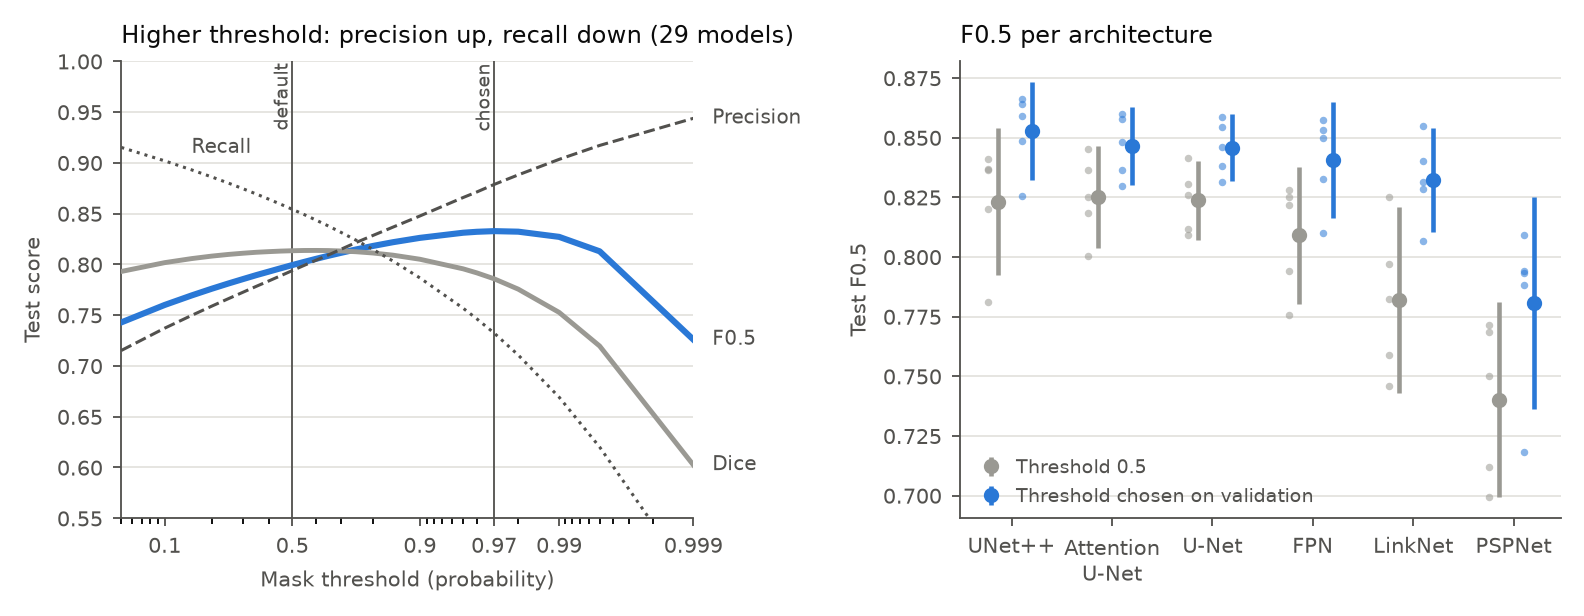 Higher threshold: precision up, recall down (29 models)
1.00
0.95
0.90
0.85
0.80
0.75
0.70
0.65
0.60
0.55
Test score
default
chosen
Recall
Precision
F0.5
Dice
0.1
0.5
0.9
0.97
0.99
0.999
Mask threshold (probability)
F0.5 per architecture
0.875
0.850
0.825
0.800
0.775
0.750
0.725
0.700
Test F0.5
Threshold 0.5
Threshold chosen on validation
UNet++
Attention
U-Net
U-Net
FPN
LinkNet
PSPNet